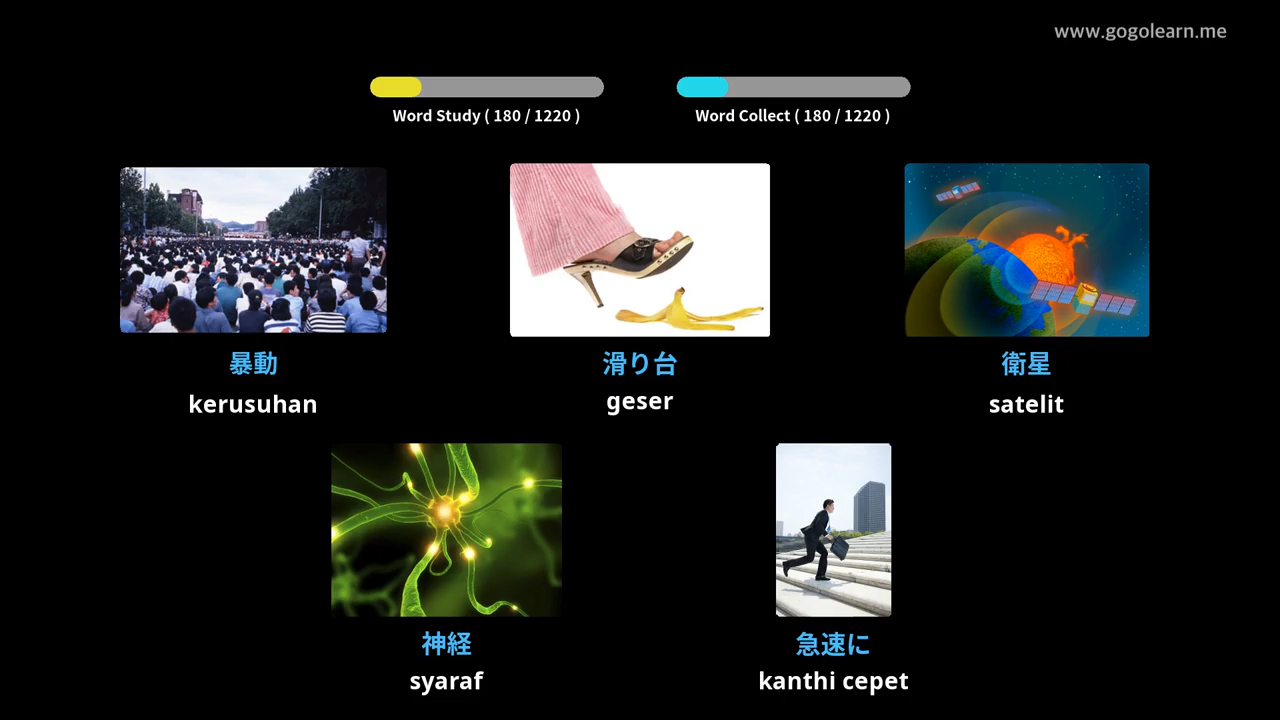 www.gogolearn.me
Word Study ( 180 / 1220 )
Word Collect ( 180 / 1220 )
暴動
kerusuhan
滑り台
geser
衛星
satelit
神経
syaraf
急速に
kanthi cepet